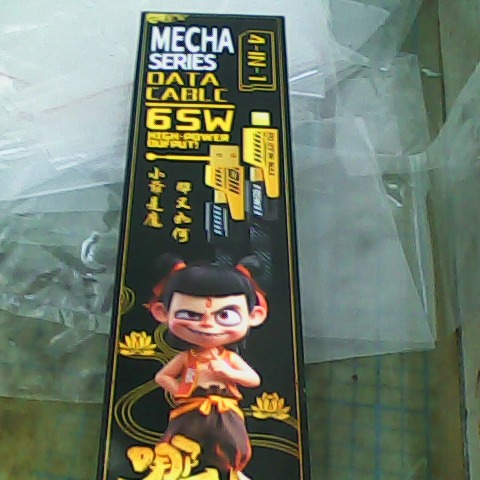 MECHA
SERIES
DATA
CABLE
4-IN-1
65W
HIGH-POWER
OUTPUT!
小爷是魔
那又如何
哪